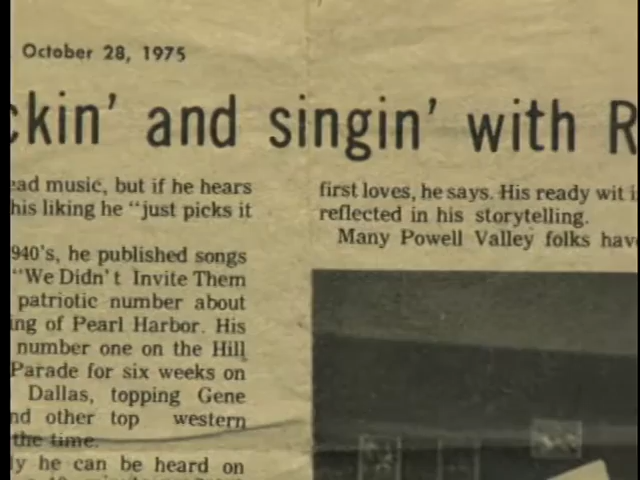 October 28, 1975
ckin' and singin' with R
ead music, but if he hears
his liking he "just picks it
940's, he published songs
"We Didn't Invite Them
patriotic number about
ing of Pearl Harbor. His
number one on the Hill
Parade for six weeks on
Dallas, topping Gene
nd other top western
the time.
ly he can be heard on
first loves, he says. His ready wit i
reflected in his storytelling.
Many Powell Valley folks hav